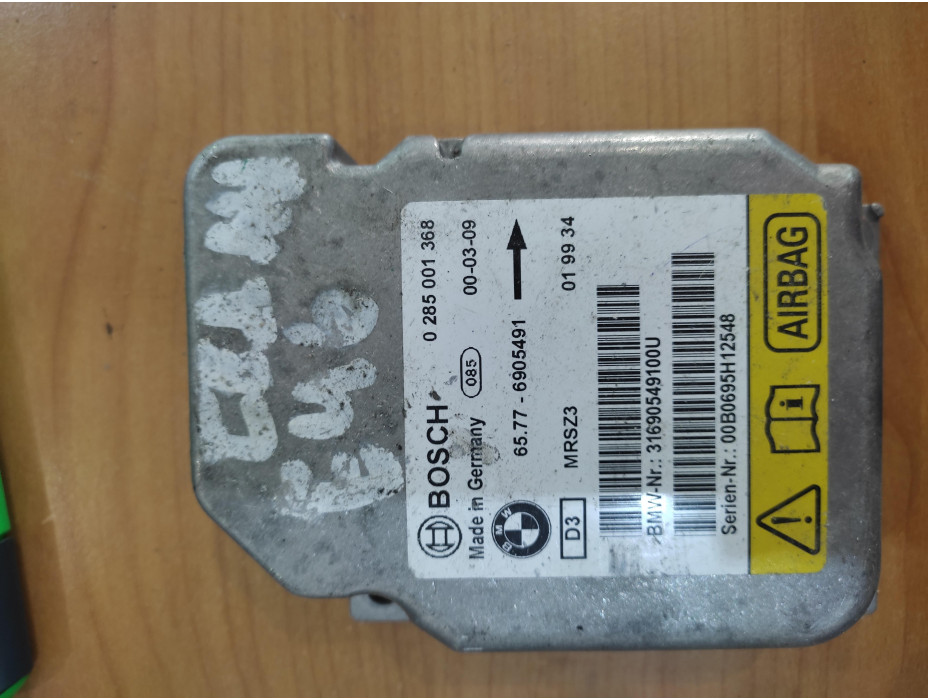 BOSCH 0 285 001 368
Made in Germany 085 00-03-09
BMW 65.77 - 6905491
D3 MRSZ3 01 99 34
BMW-Nr.: 31690549100U
Serien-Nr.: 00B0695H12548
AIRBAG